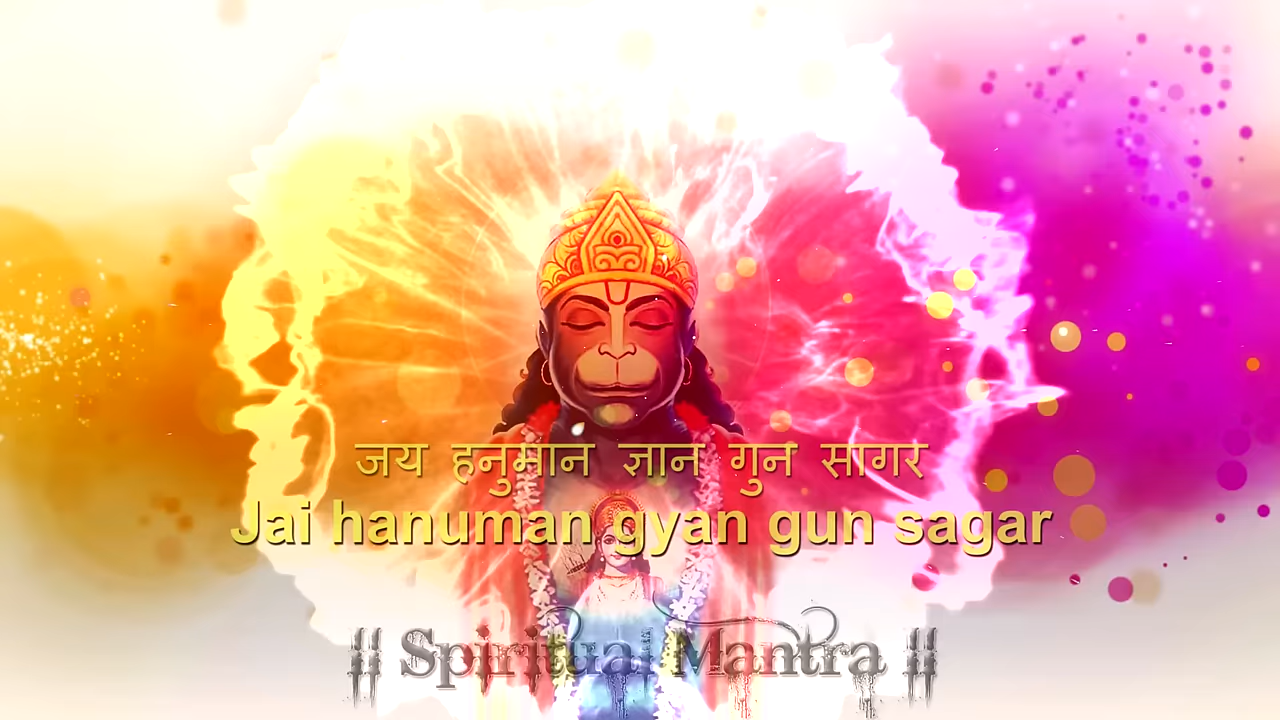 जय हनुमान ज्ञान गुन सागर
Jai hanuman gyan gun sagar
|| Spiritual Mantra ||